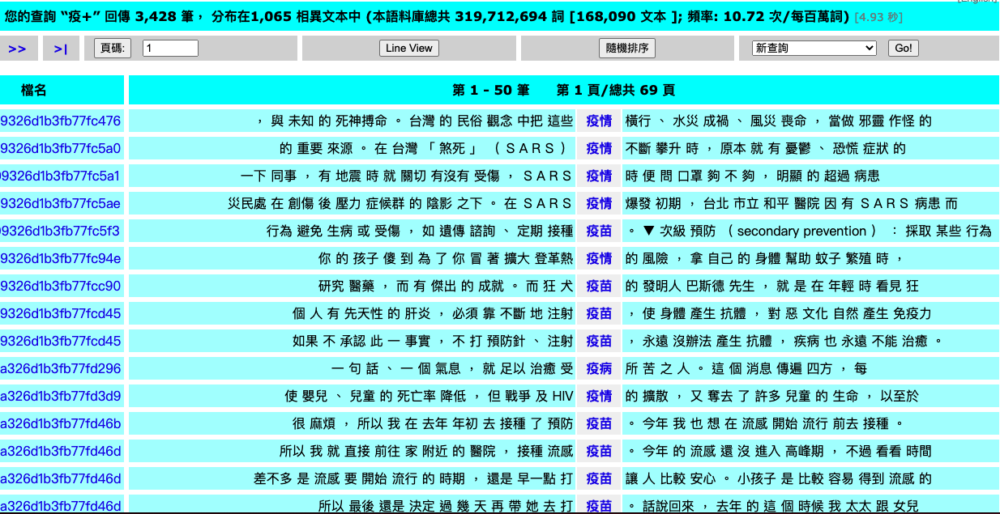 您的查詢 “疫+” 回傳 3,428 筆， 分布在1,065 相異文本中 (本語料庫總共 319,712,694 詞 [168,090 文本 ]; 頻率: 10.72 次/每百萬詞) [4.93 秒]
>> >| 頁碼: 1 Line View 隨機排序 新查詢 Go!
檔名 第 1 - 50 筆 第 1 頁/總共 69 頁
9326d1b3fb77fc476 ， 與 未知 的 死神搏命 。 台灣 的 民俗 觀念 中把 這些 疫情 橫行 、 水災 成禍 、 風災 喪命 ， 當做 邪靈 作怪 的
9326d1b3fb77fc5a0 的 重要 來源 。 在 台灣 「 煞死 」 （ ＳＡＲＳ ） 疫情 不斷 攀升 時 ， 原本 就 有 憂鬱 、 恐慌 症狀 的
9326d1b3fb77fc5a1 一下 同事 ， 有 地震 時 就 關切 有沒有 受傷 ， ＳＡＲＳ 疫情 時 便 問 口罩 夠 不 夠 ， 明顯 的 超過 病患
9326d1b3fb77fc5ae 災民處 在 創傷 後 壓力 症候群 的 陰影 之下 。 在 ＳＡＲＳ 疫情 爆發 初期 ， 台北 市立 和平 醫院 因 有 ＳＡＲＳ 病患 而
9326d1b3fb77fc5f3 行為 避免 生病 或 受傷 ， 如 遺傳 諮詢 、 定期 接種 疫苗 。 ▼ 次級 預防 （ secondary prevention ） ： 採取 某些 行為
9326d1b3fb77fc94e 你 的 孩子 傻 到 為 了 你 冒 著 擴大 登革熱 疫情 的 風險 ， 拿 自己 的 身體 幫助 蚊子 繁殖 時 ，
9326d1b3fb77fcc90 研究 醫藥 ， 而 有 傑出 的 成就 。 而 狂 犬 疫苗 的 發明人 巴斯德 先生 ， 就 是 在 年輕 時 看見 狂
9326d1b3fb77fcd45 個 人 有 先天性 的 肝炎 ， 必須 靠 不斷 地 注射 疫苗 ， 使 身體 產生 抗體 ， 對 惡 文化 自然 產生 免疫力
9326d1b3fb77fcd45 如果 不 承認 此 一 事實 ， 不 打 預防針 、 注射 疫苗 ， 永遠 沒辦法 產生 抗體 ， 疾病 也 永遠 不能 治癒 。
a326d1b3fb77fd296 一 句 話 、 一 個 氣息 ， 就 足以 治癒 受 疫病 所 苦 之 人 。 這 個 消息 傳遍 四方 ， 每
a326d1b3fb77fd3d9 使 嬰兒 、 兒童 的 死亡率 降低 ， 但 戰爭 及 HIV 疫情 的 擴散 ， 又 奪去 了 許多 兒童 的 生命 ， 以至於
a326d1b3fb77fd46b 很 麻煩 ， 所以 我 在 去年 年初 去 接種 了 預防 疫苗 。 今年 我 也 想 在 流感 開始 流行 前去 接種 。
a326d1b3fb77fd46d 所以 我 就 直接 前往 家 附近 的 醫院 ， 接種 流感 疫苗 。 今年 的 流感 還 沒 進入 高峰期 ， 不過 看看 時間
a326d1b3fb77fd46d 差不多 是 流感 要 開始 流行 的 時期 ， 還是 早一點 打 疫苗 讓 人 比較 安心 。 小孩子 是 比較 容易 得到 流感 的
a326d1b3fb77fd46d 所以 最後 還是 決定 過 幾 天 再 帶 她 去 打 疫苗 。 話說回來 ， 去年 的 這 個 時候 我 太太 跟 女兒